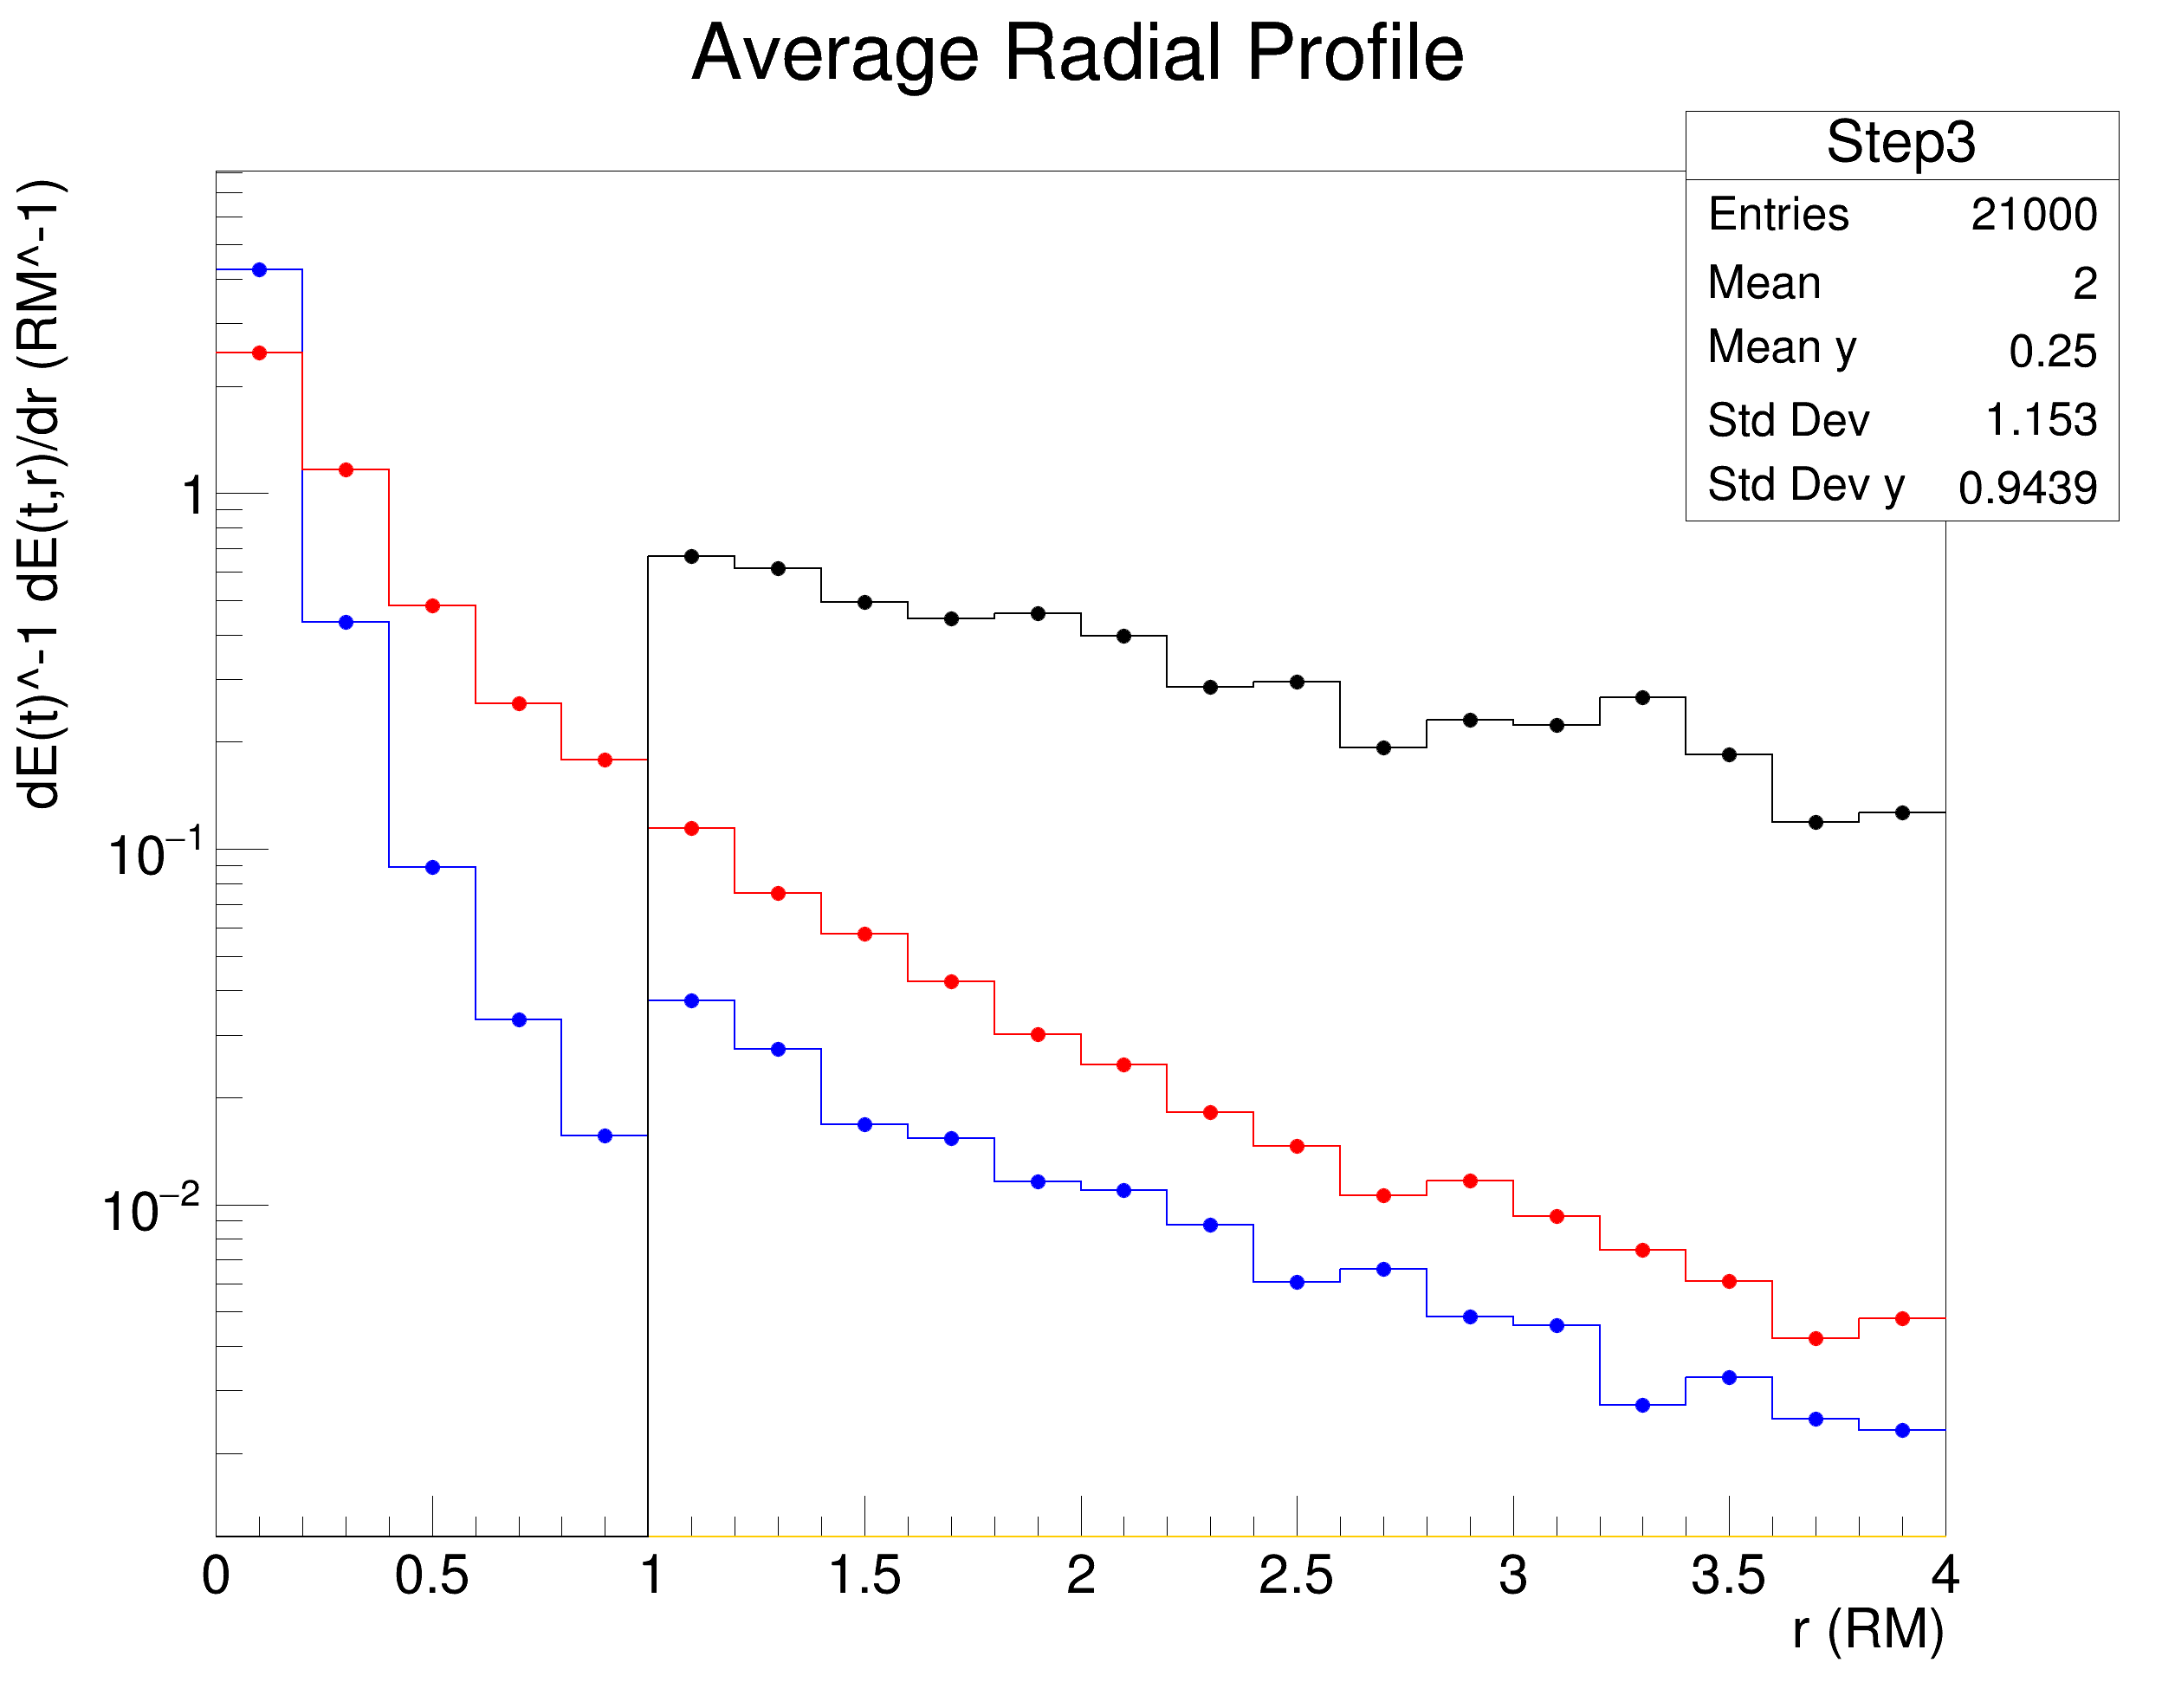 Average Radial Profile
Step3
Entries 21000
Mean 2
Mean y 0.25
Std Dev 1.153
Std Dev y 0.9439
dE(t)^-1 dE(t,r)/dr (RM^-1)
1
10−1
10−2
0 0.5 1 1.5 2 2.5 3 3.5 4
r (RM)